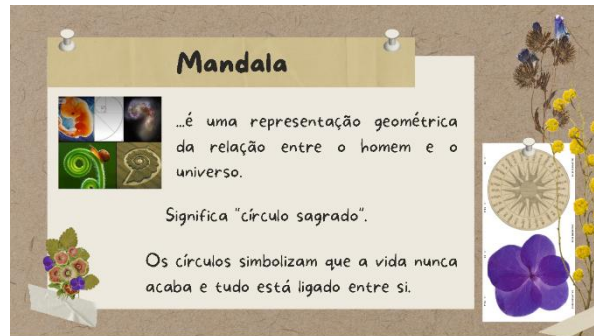 Mandala
...é uma representação geométrica
da relação entre o homem e o
universo.
Significa "círculo sagrado".
Os círculos simbolizam que a vida nunca
acaba e tudo está ligado entre si.